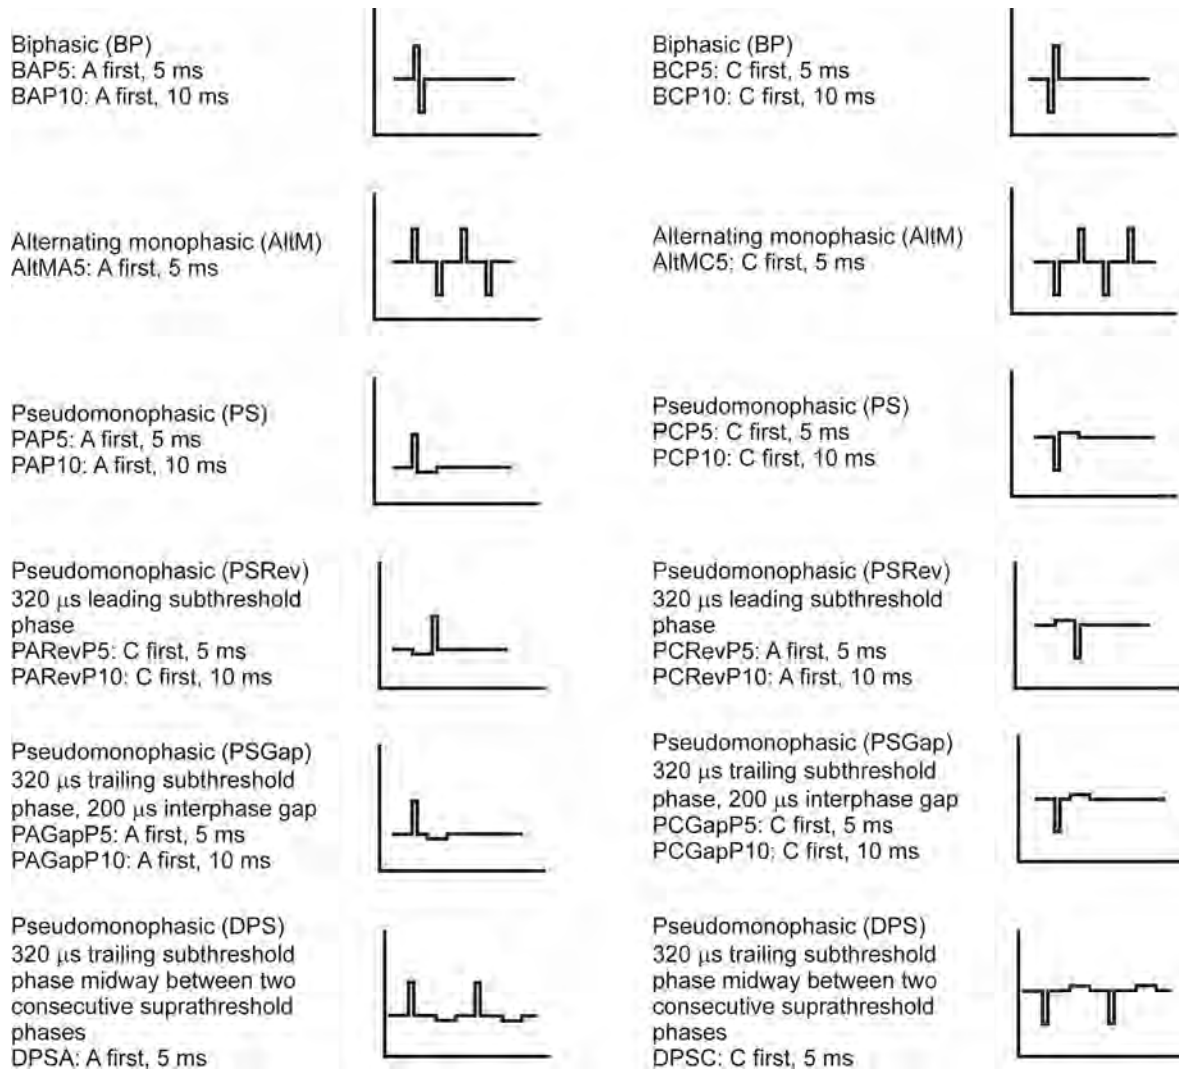 Biphasic (BP)
BAP5: A first, 5 ms
BAP10: A first, 10 ms
Biphasic (BP)
BCP5: C first, 5 ms
BCP10: C first, 10 ms
Alternating monophasic (AltM)
AltMA5: A first, 5 ms
Alternating monophasic (AltM)
AltMC5: C first, 5 ms
Pseudomonophasic (PS)
PAP5: A first, 5 ms
PAP10: A first, 10 ms
Pseudomonophasic (PS)
PCP5: C first, 5 ms
PCP10: C first, 10 ms
Pseudomonophasic (PSRev)
320 μs leading subthreshold
phase
PARevP5: C first, 5 ms
PARevP10: C first, 10 ms
Pseudomonophasic (PSRev)
320 μs leading subthreshold
phase
PCRevP5: A first, 5 ms
PCRevP10: A first, 10 ms
Pseudomonophasic (PSGap)
320 μs trailing subthreshold
phase, 200 μs interphase gap
PAGapP5: A first, 5 ms
PAGapP10: A first, 10 ms
Pseudomonophasic (PSGap)
320 μs trailing subthreshold
phase, 200 μs interphase gap
PCGapP5: C first, 5 ms
PCGapP10: C first, 10 ms
Pseudomonophasic (DPS)
320 μs trailing subthreshold
phase midway between two
consecutive suprathreshold
phases
DPSA: A first, 5 ms
Pseudomonophasic (DPS)
320 μs trailing subthreshold
phase midway between two
consecutive suprathreshold
phases
DPSC: C first, 5 ms